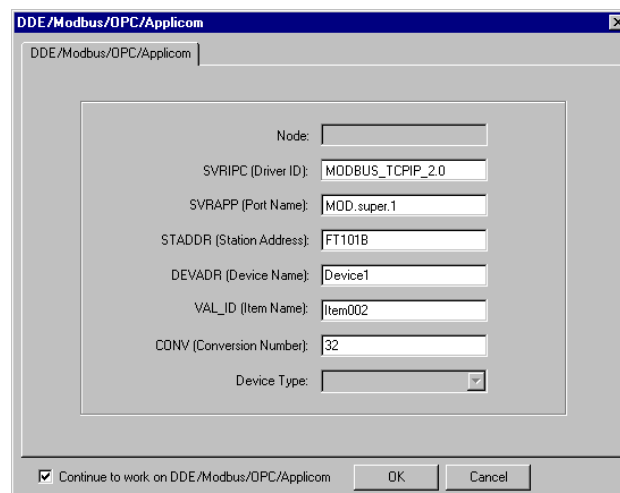 DDE/Modbus/OPC/Applicom
DDE/Modbus/OPC/Applicom
Node:
SVRIPC (Driver ID): MODBUS_TCPIP_2.0
SVRAPP (Port Name): MOD.super.1
STADDR (Station Address): FT101B
DEVADR (Device Name): Device1
VAL_ID (Item Name): Item002
CONV (Conversion Number): 32
Device Type:
Continue to work on DDE/Modbus/OPC/Applicom OK Cancel